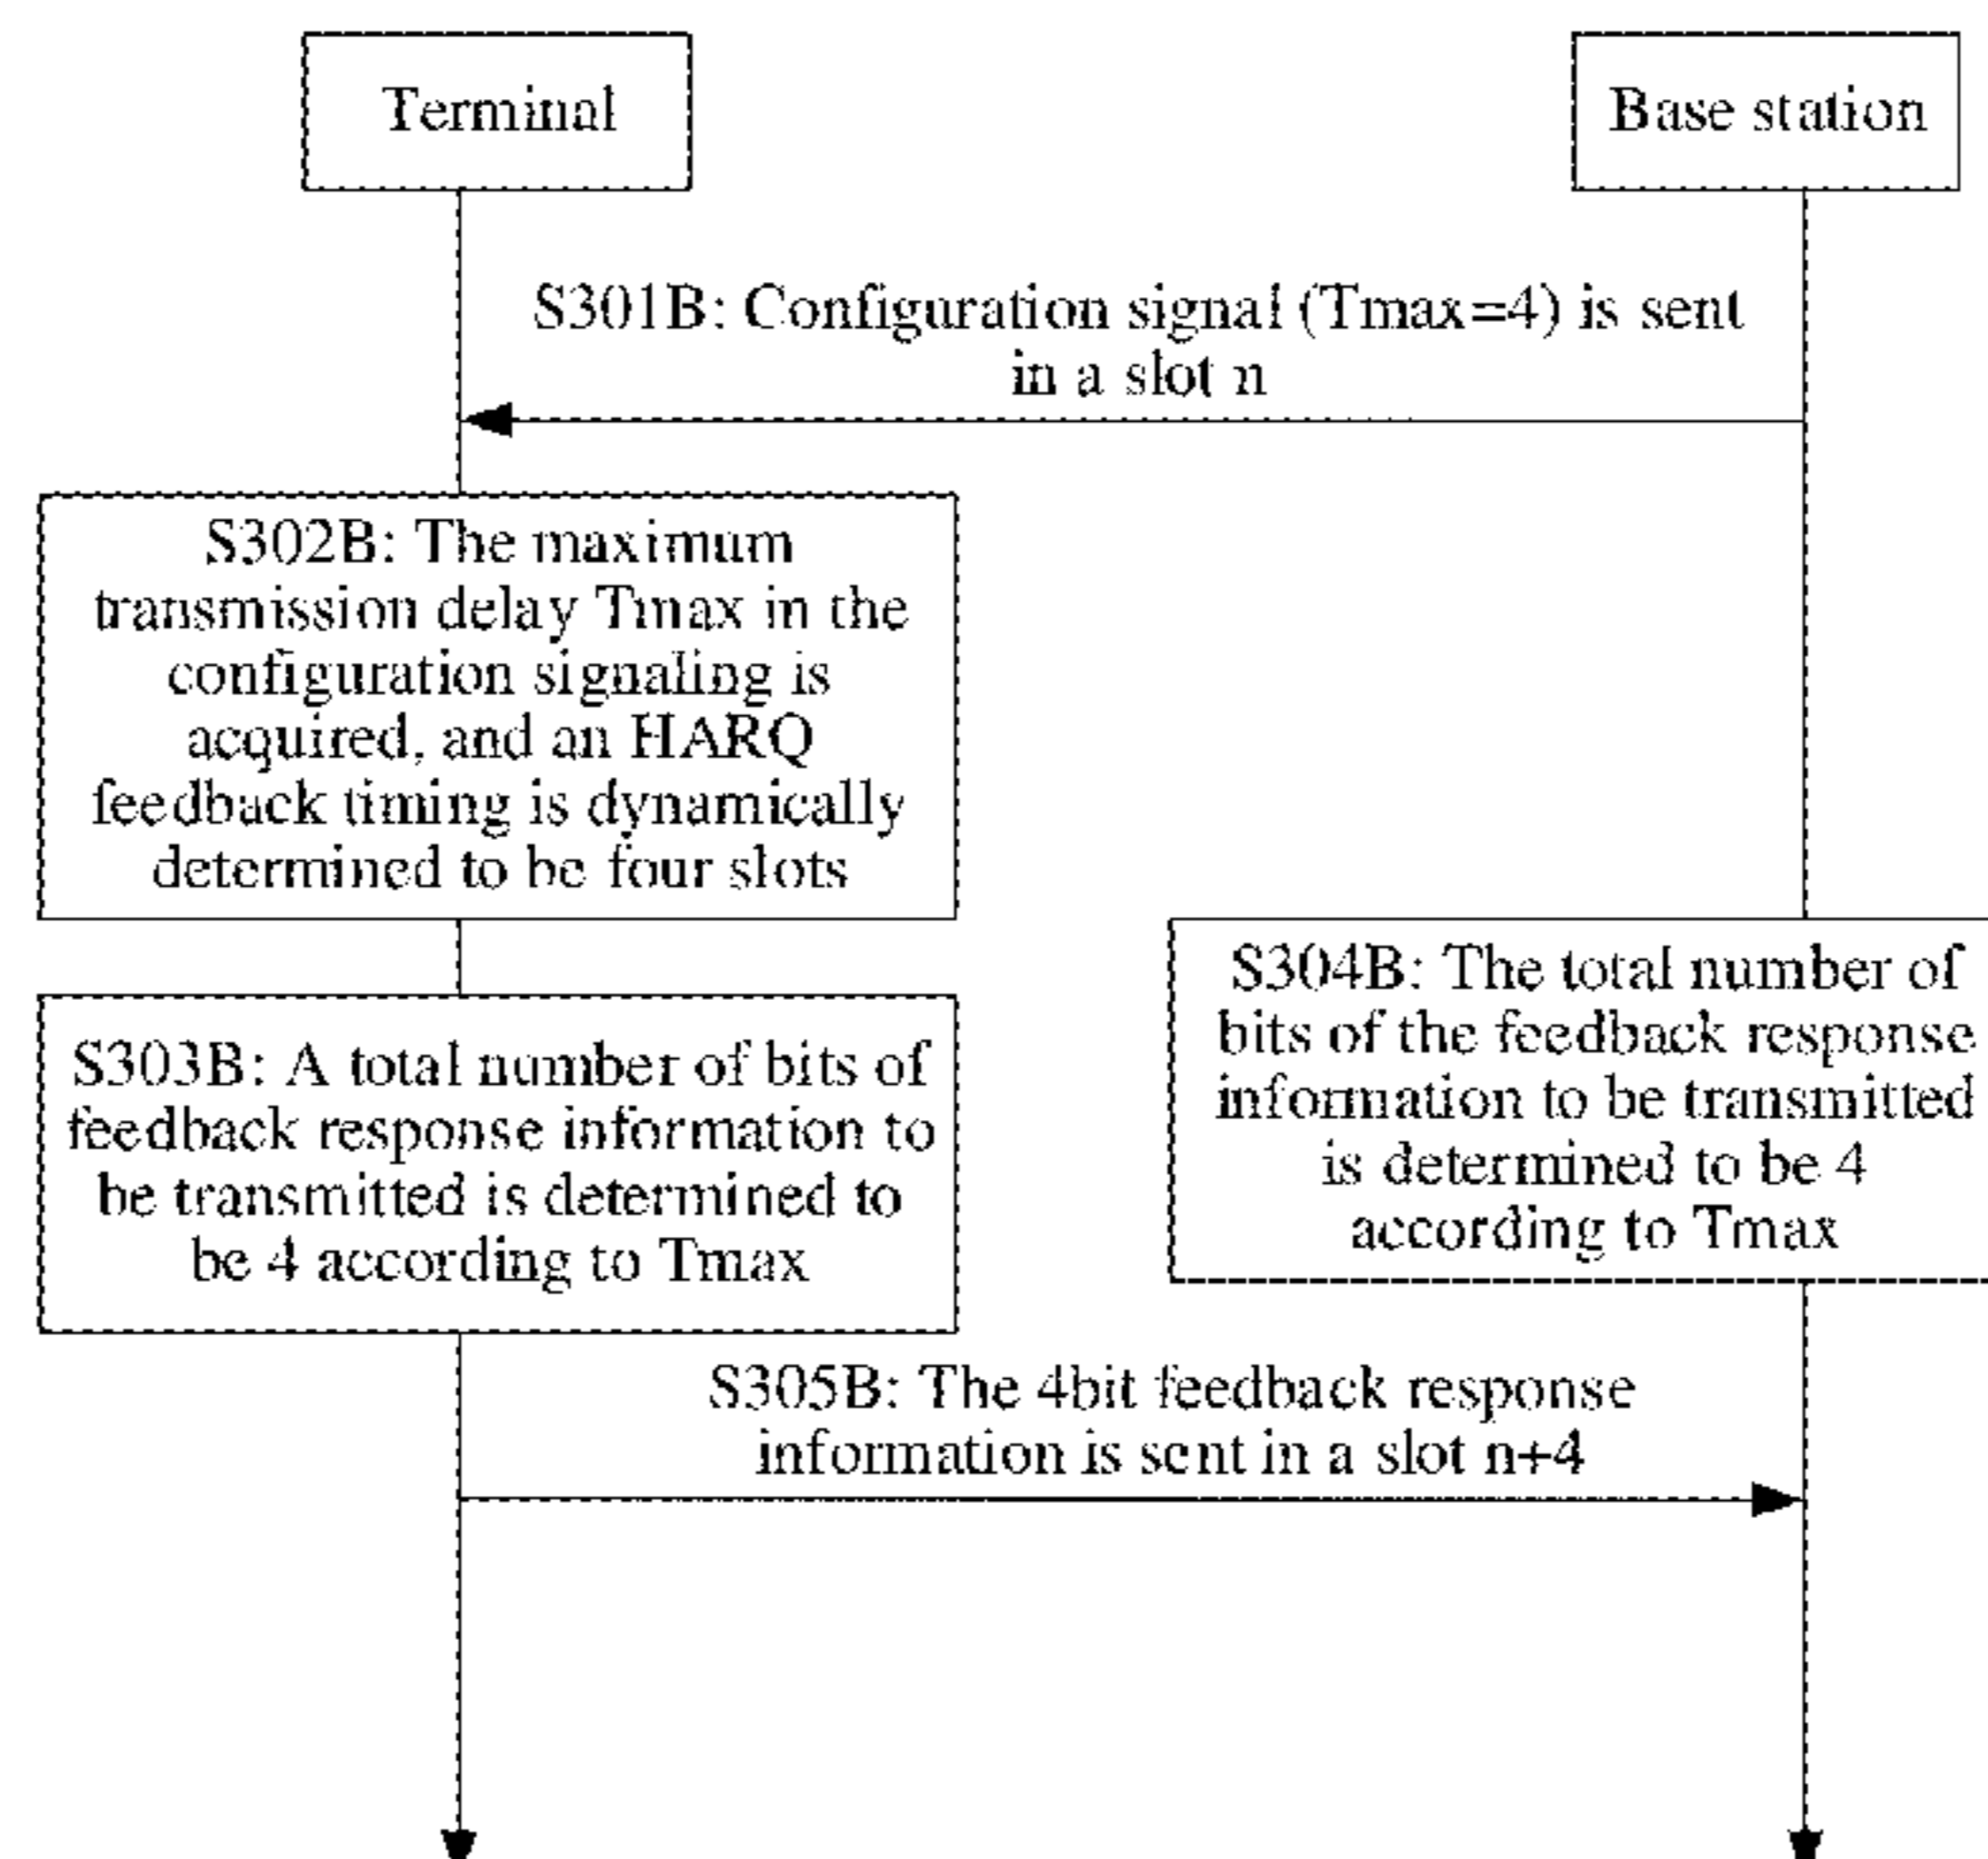 Terminal
Base station
S301B: Configuration signal (Tmax=4) is sent
in a slot n
S302B: The maximum
transmission delay Tmax in the
configuration signaling is
acquired, and an HARQ
feedback timing is dynamically
determined to be four slots
S303B: A total number of bits of
feedback response information to
be transmitted is determined to
be 4 according to Tmax
S304B: The total number of
bits of the feedback response
information to be transmitted
is determined to be 4
according to Tmax
S305B: The 4bit feedback response
information is sent in a slot n+4